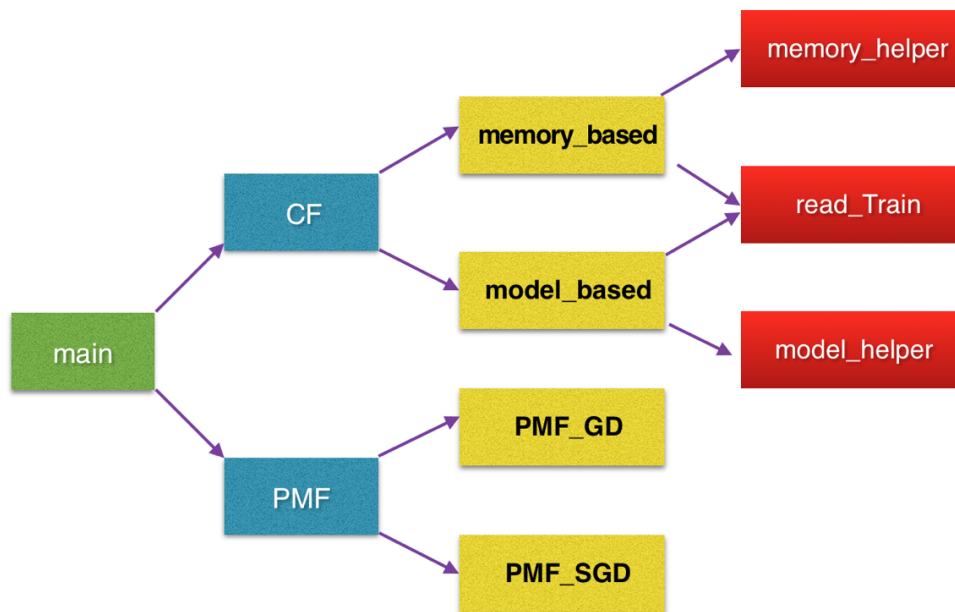 memory_helper
memory_based
read_Train
CF
model_based
model_helper
main
PMF_GD
PMF
PMF_SGD